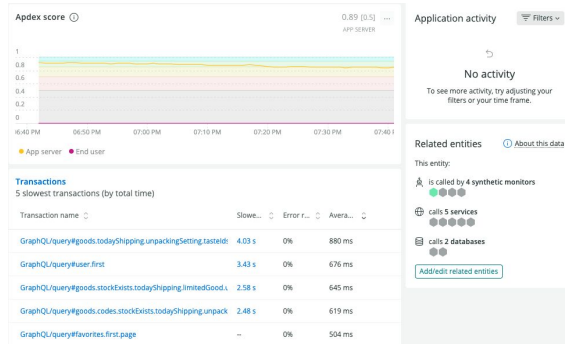 Apdex score
0.89 [0.5]
APP SERVER
1
0.8
0.6
0.4
0.2
0
06:50 PM 07:00 PM 07:10 PM 07:20 PM 07:30 PM
App server End user
Transactions
5 slowest transactions (by total time)
Transaction name Slowe... Error r... Avera...
GraphQL/query#goods.todayShipping.unpackingSetting.tasteIds 4.03 s 0% 880 ms
GraphQL/query#user.first 3.43 s 0% 676 ms
GraphQL/query#goods.stockExists.todayShipping.limitedGood. 2.58 s 0% 645 ms
GraphQL/query#goods.codes.stockExists.todayShipping.unpack 2.48 s 0% 619 ms
GraphQL/query#favorites.first.page -- 0% 504 ms
Application activity Filters
No activity
To see more activity, try adjusting your
filters or your time frame.
Related entities About this data
This entity:
is called by 4 synthetic monitors
calls 5 services
calls 2 databases
Add/edit related entities